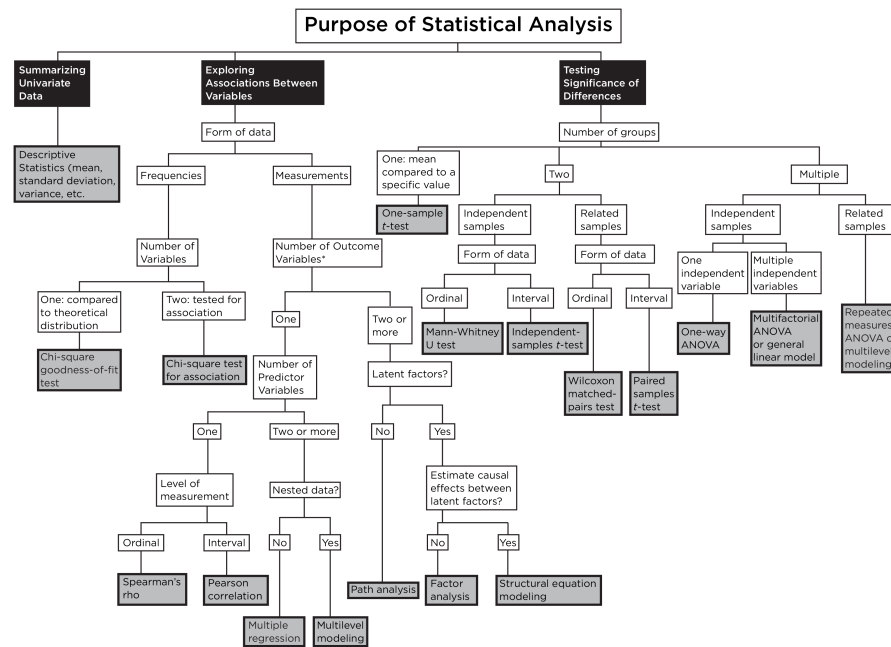 Purpose of Statistical Analysis
Summarizing
Univariate
Data
Exploring
Associations Between
Variables
Testing
Significance of
Differences
Descriptive
Statistics (mean,
standard deviation,
variance, etc.
Form of data
Number of groups
Frequencies
Measurements
One: mean
compared to a
specific value
Two
Multiple
One-sample
t-test
Independent
samples
Related
samples
Independent
samples
Related
samples
Number of
Variables
Number of Outcome
Variables*
Form of data
Form of data
One
independent
variable
Multiple
independent
variables
One: compared
to theoretical
distribution
Two: tested for
association
One
Two or
more
Ordinal
Interval
Ordinal
Interval
Chi-square
goodness-of-fit
test
Chi-square test
for association
Number of
Predictor
Variables
Latent factors?
Mann-Whitney
U test
Independent-
samples t-test
Wilcoxon
matched-
pairs test
Paired
samples
t-test
One-way
ANOVA
Multifactorial
ANOVA
or general
linear model
Repeated
measures
ANOVA o
multilevel
modeling
One
Two or more
No
Yes
Level of
measurement
Nested data?
Estimate causal
effects between
latent factors?
Ordinal
Interval
No
Yes
No
Yes
Spearman's
rho
Pearson
correlation
Path analysis
Factor
analysis
Structural equation
modeling
Multiple
regression
Multilevel
modeling